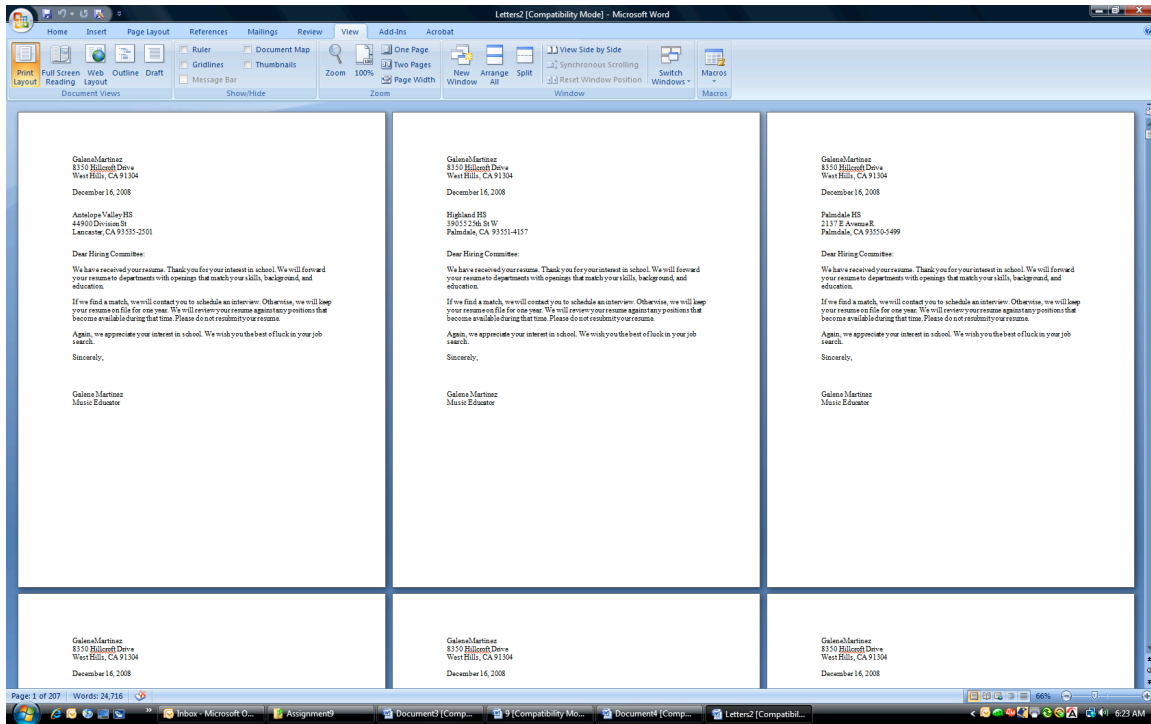 Letters2 [Compatibility Mode] - Microsoft Word
Home Insert Page Layout References Mailings Review View Add-Ins Acrobat
Print Layout
Full Screen Reading
Web Layout
Outline
Draft
Document Views
Ruler
Gridlines
Message Bar
Document Map
Thumbnails
Show/Hide
Zoom
100%
One Page
Two Pages
Page Width
Zoom
New Window
Arrange All
Split
View Side by Side
Synchronous Scrolling
Reset Window Position
Window
Switch Windows
Macros
Macros
GaleneMartinez
8350 Hillcroft Drive
West Hills, CA 91304
December 16, 2008
Antelope Valley HS
44900 Division St
Lancaster, CA 93535-2501
Dear Hiring Committee:
We have received your resume. Thank you for your interest in school. We will forward
your resume to departments with openings that match your skills, background, and
education.
If we find a match, we will contact you to schedule an interview. Otherwise, we will keep
your resume on file for one year. We will review your resume against any positions that
become available during that time. Please do not resubmit your resume.
Again, we appreciate your interest in school. We wish you the best of luck in your job
search.
Sincerely,
Galene Martinez
Music Educator
GaleneMartinez
8350 Hillcroft Drive
West Hills, CA 91304
December 16, 2008
Highland HS
39055 25th St W
Palmdale, CA 93551-4157
Dear Hiring Committee:
We have received your resume. Thank you for your interest in school. We will forward
your resume to departments with openings that match your skills, background, and
education.
If we find a match, we will contact you to schedule an interview. Otherwise, we will keep
your resume on file for one year. We will review your resume against any positions that
become available during that time. Please do not resubmit your resume.
Again, we appreciate your interest in school. We wish you the best of luck in your job
search.
Sincerely,
Galene Martinez
Music Educator
GaleneMartinez
8350 Hillcroft Drive
West Hills, CA 91304
December 16, 2008
Palmdale HS
2137 E Avenue R
Palmdale, CA 93550-5499
Dear Hiring Committee:
We have received your resume. Thank you for your interest in school. We will forward
your resume to departments with openings that match your skills, background, and
education.
If we find a match, we will contact you to schedule an interview. Otherwise, we will keep
your resume on file for one year. We will review your resume against any positions that
become available during that time. Please do not resubmit your resume.
Again, we appreciate your interest in school. We wish you the best of luck in your job
search.
Sincerely,
Galene Martinez
Music Educator
GaleneMartinez
8350 Hillcroft Drive
West Hills, CA 91304
December 16, 2008
GaleneMartinez
8350 Hillcroft Drive
West Hills, CA 91304
December 16, 2008
GaleneMartinez
8350 Hillcroft Drive
West Hills, CA 91304
December 16, 2008
Page: 1 of 207 Words: 24,716 66%
Inbox - Microsoft O... Assignment9 Document3 [Comp... 9 [Compatibility Mo... Document4 [Comp... Letters2 [Compatibil... 6:23 AM